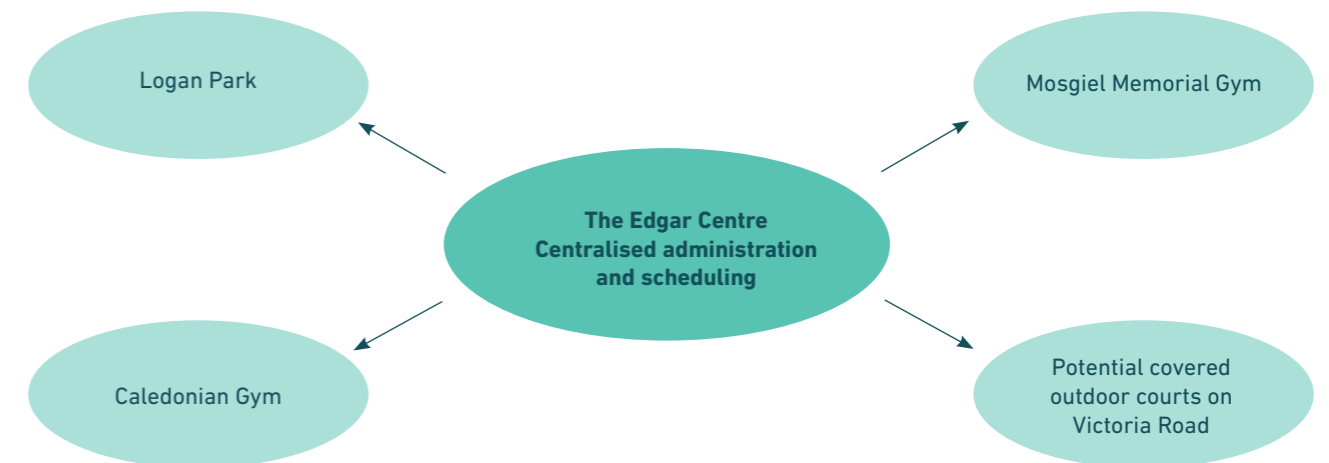 Logan Park
Mosgiel Memorial Gym
The Edgar Centre
Centralised administration
and scheduling
Caledonian Gym
Potential covered
outdoor courts on
Victoria Road